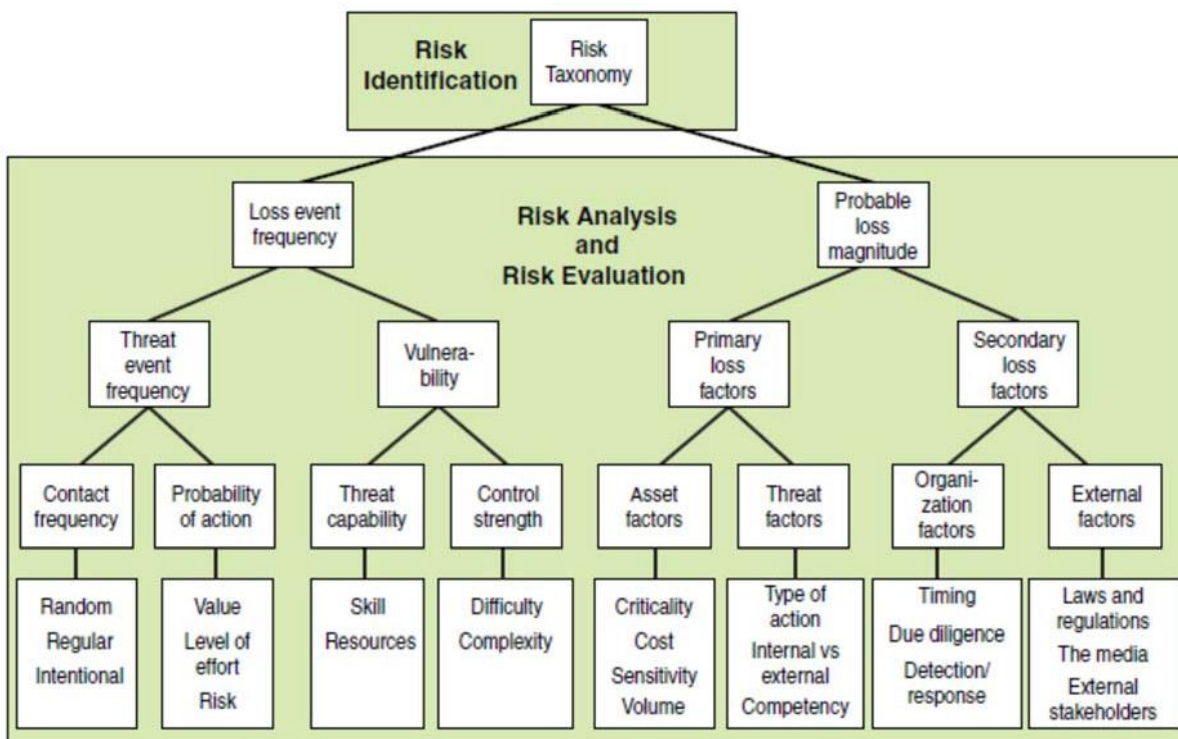 Risk
Identification
Risk
Taxonomy
Loss event
frequency
Risk Analysis
and
Risk Evaluation
Probable
loss
magnitude
Threat
event
frequency
Vulnera-
bility
Primary
loss
factors
Secondary
loss
factors
Contact
frequency
Probability
of action
Threat
capability
Control
strength
Asset
factors
Threat
factors
Organi-
zation
factors
External
factors
Random
Regular
Intentional
Value
Level of
effort
Risk
Skill
Resources
Difficulty
Complexity
Criticality
Cost
Sensitivity
Volume
Type of
action
Internal vs
external
Competency
Timing
Due diligence
Detection/
response
Laws and
regulations
The media
External
stakeholders